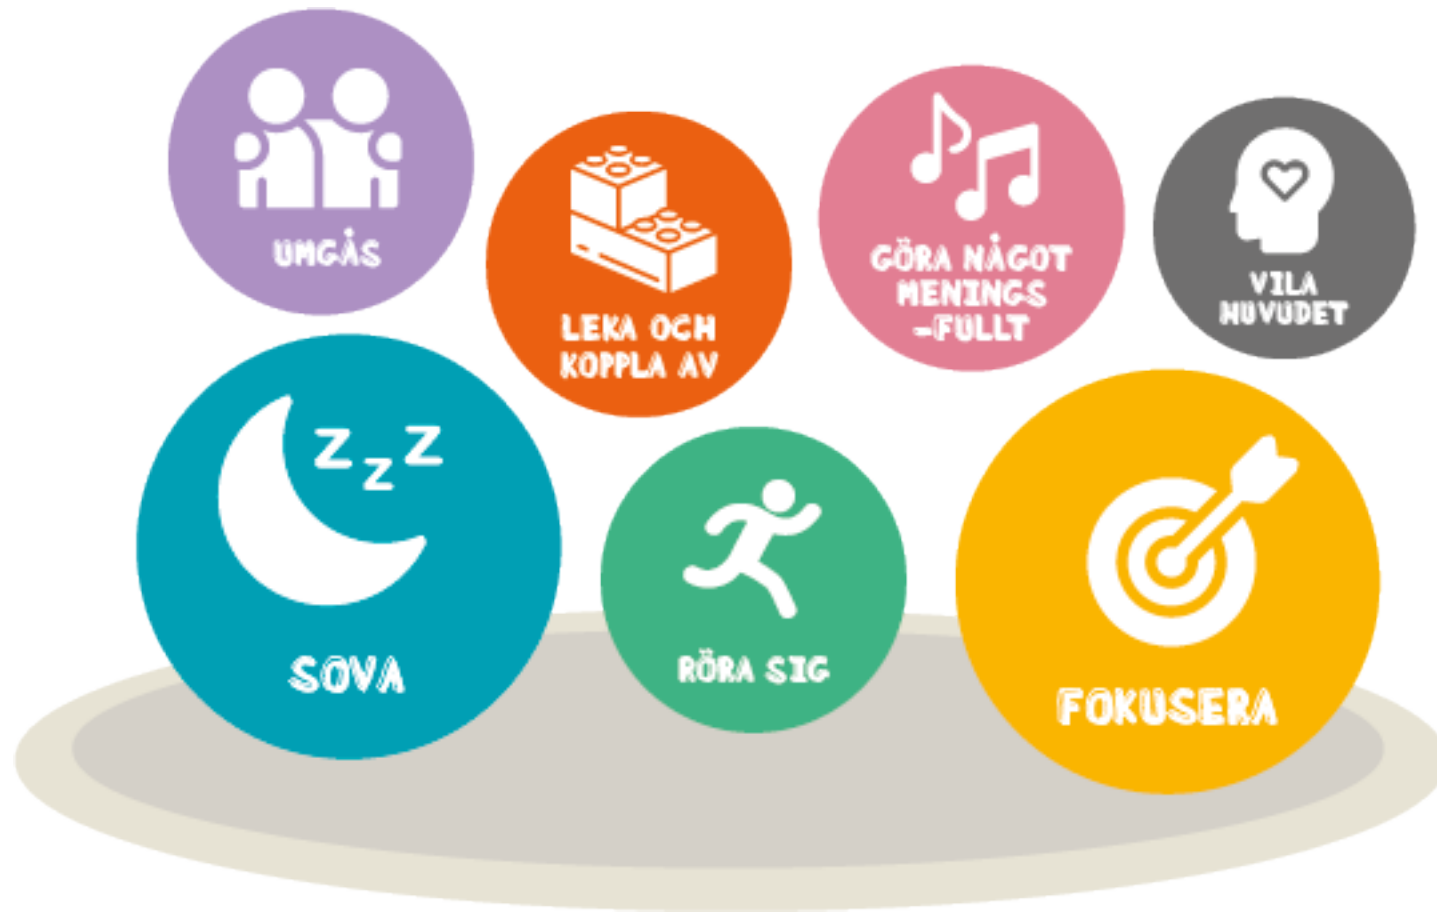 UMGÅS
LEKA OCH
KOPPLA AV
GÖRA NÅGOT
MENINGS
-FULLT
VILA
HUVUDET
Z Z Z
SOVA
RÖRA SIG
FOKUSERA